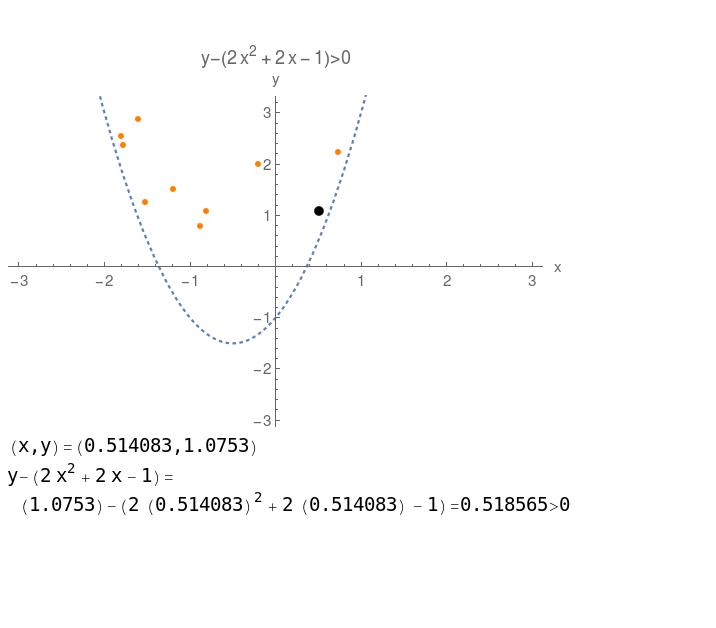 y−(2x²+2x−1)>0
y
3
2
1
−3 −2 −1 1 2 3 x
−1
−2
−3
(x,y)=(0.514083,1.0753)
y−(2x²+2x−1)=
(1.0753)−(2 (0.514083)²+2 (0.514083) −1)=0.518565>0